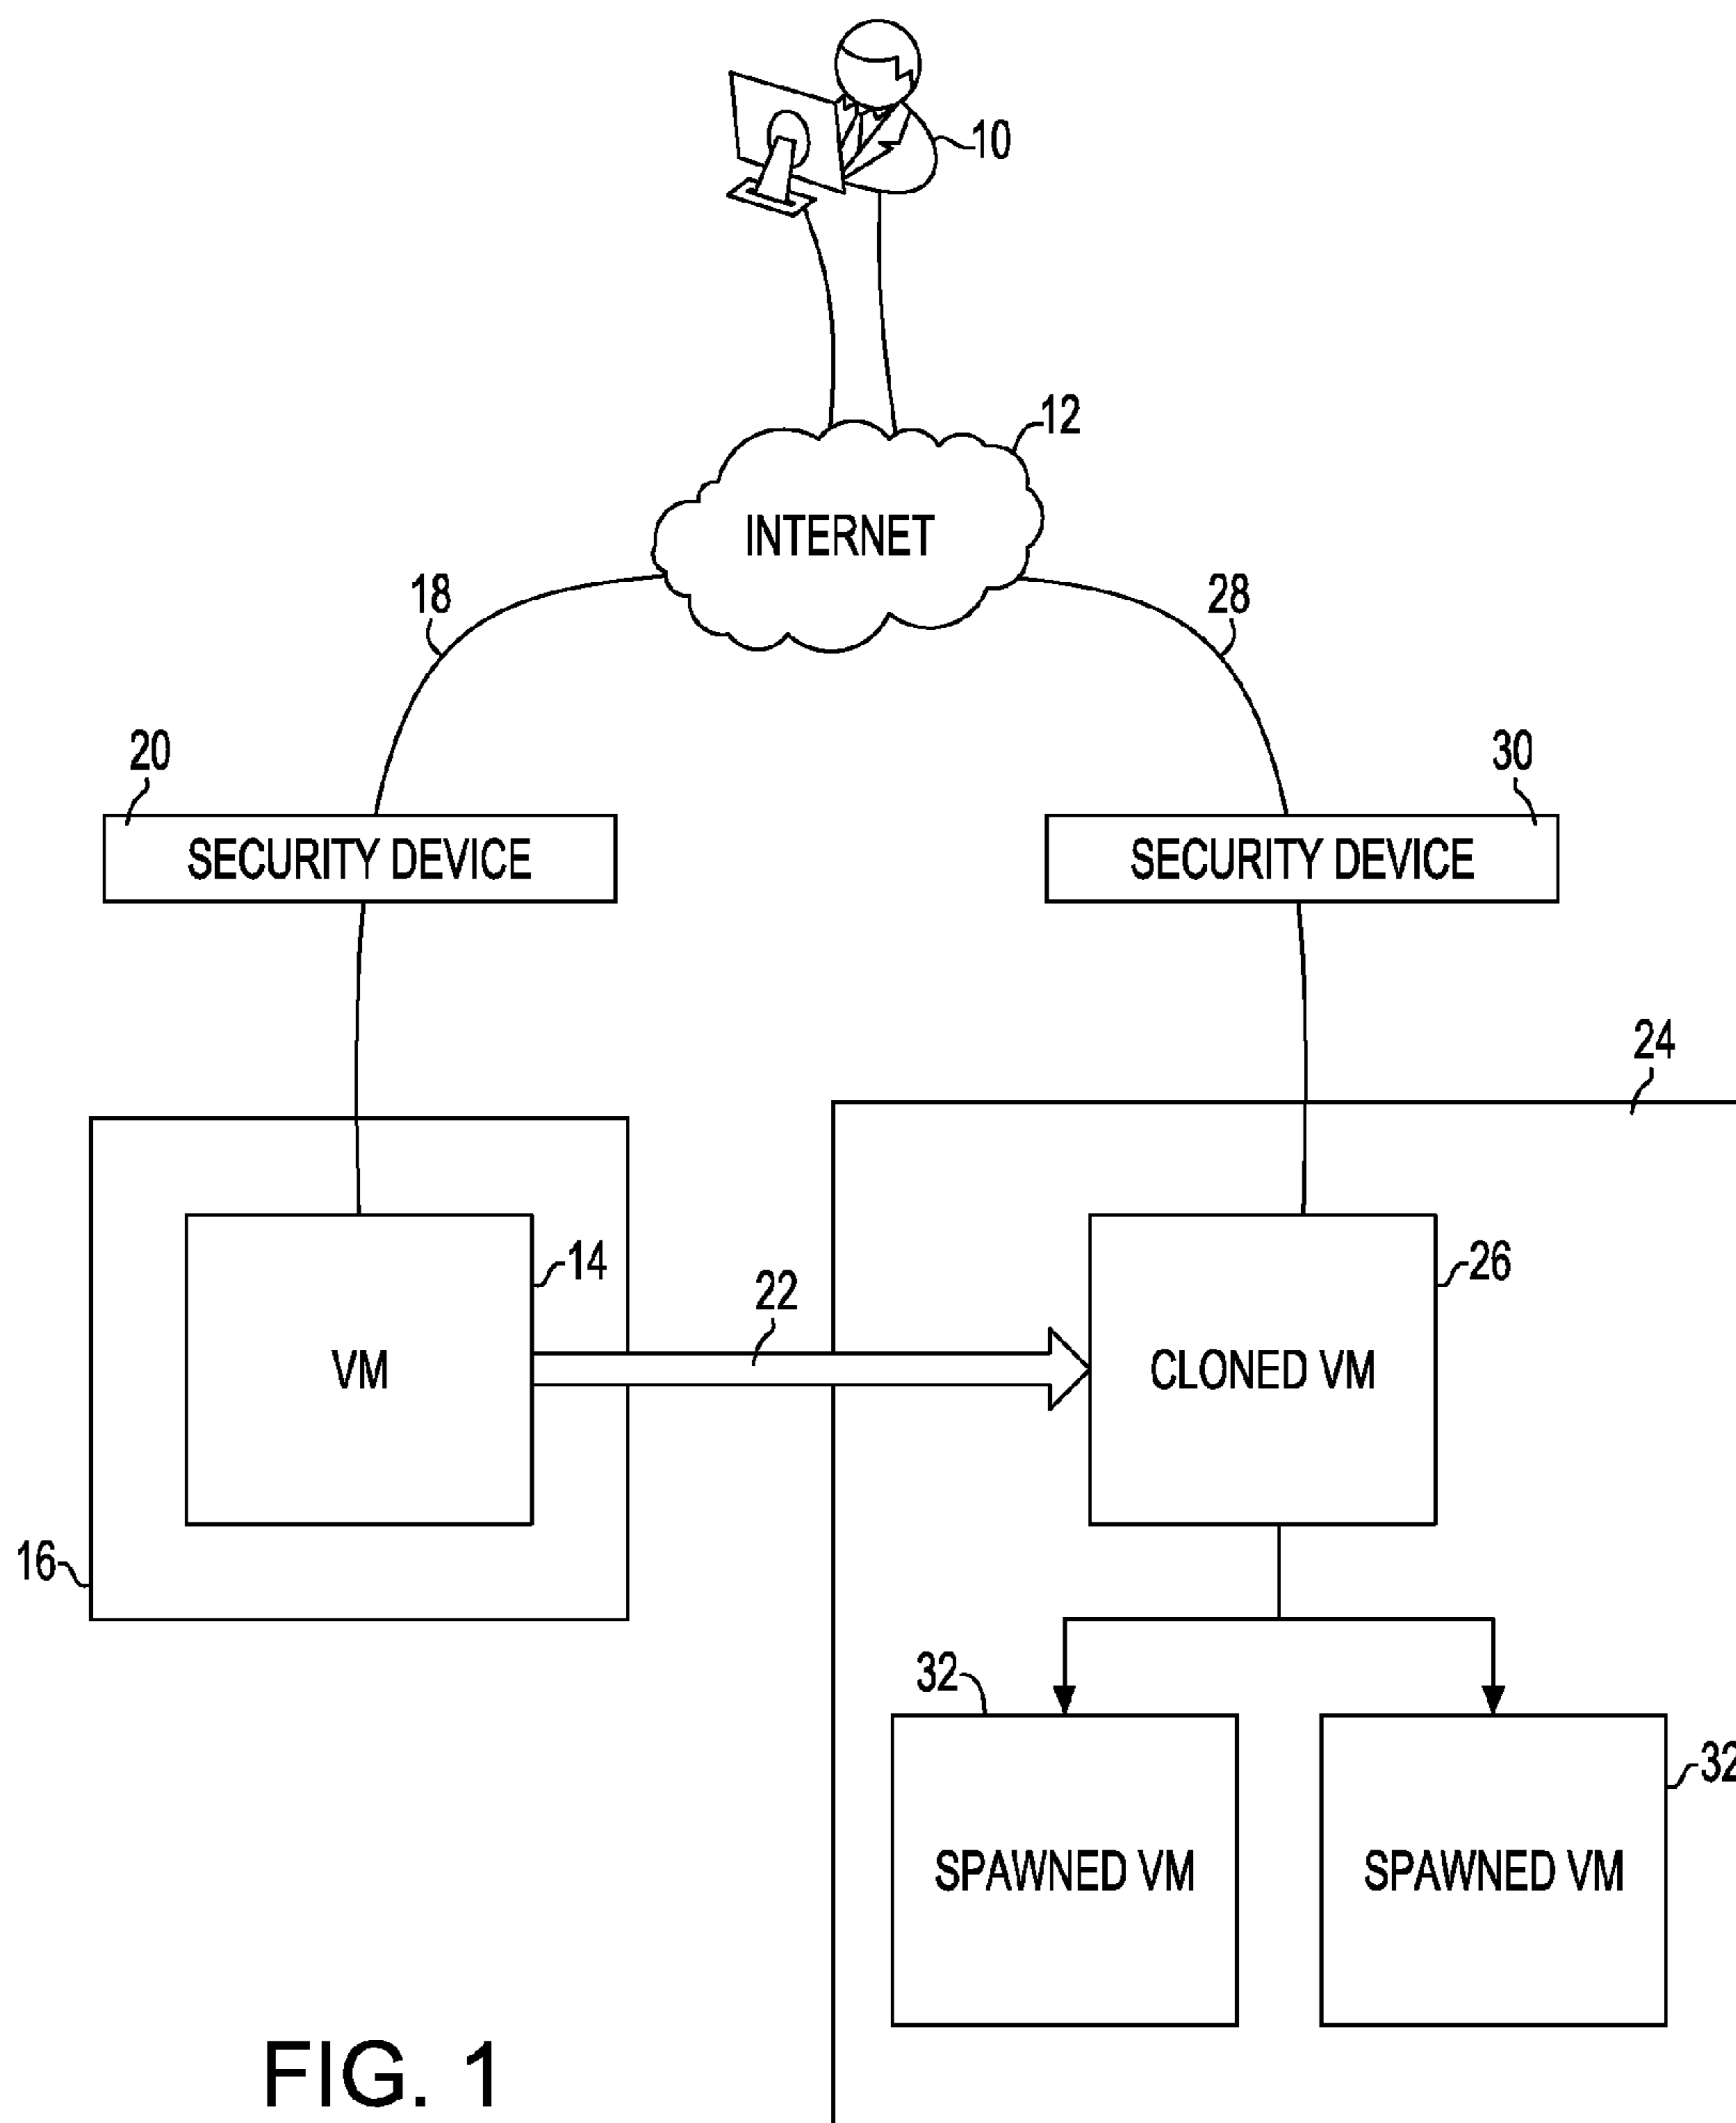 10
12
INTERNET
18
28
20
30
SECURITY DEVICE
SECURITY DEVICE
24
14
26
22
VM
CLONED VM
16
32
32
SPAWNED VM
SPAWNED VM
FIG. 1